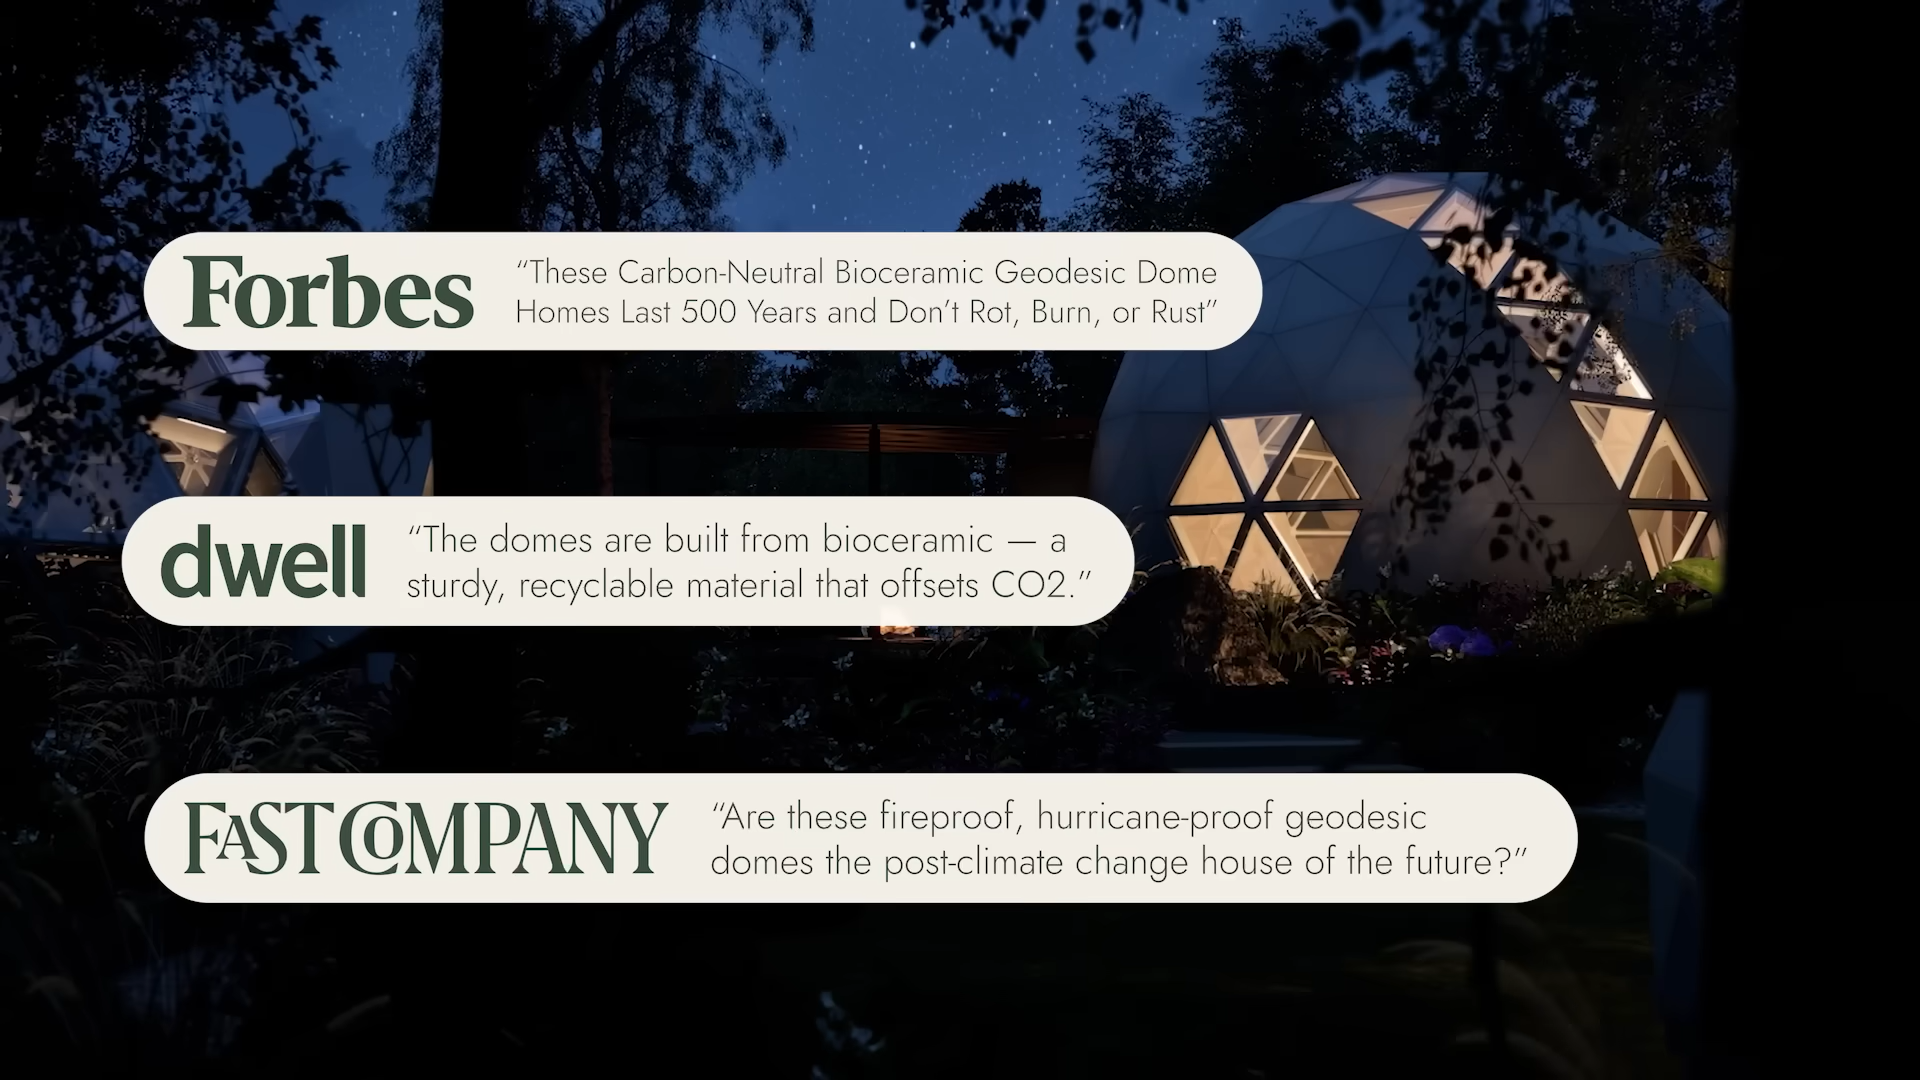 Forbes
“These Carbon-Neutral Bioceramic Geodesic Dome
Homes Last 500 Years and Don’t Rot, Burn, or Rust”
dwell
“The domes are built from bioceramic — a
sturdy, recyclable material that offsets CO2.”
FAST COMPANY
“Are these fireproof, hurricane-proof geodesic
domes the post-climate change house of the future?”